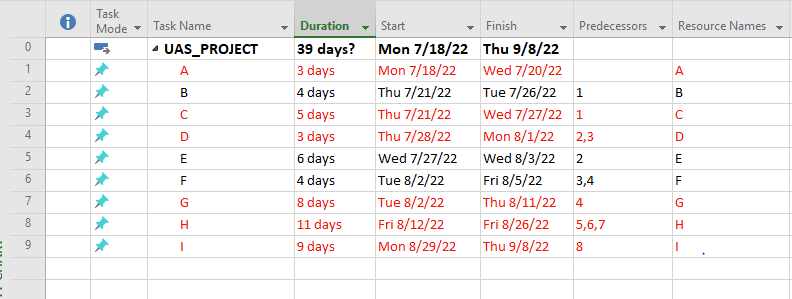 Task Mode Task Name Duration Start Finish Predecessors Resource Names
0 UAS_PROJECT 39 days? Mon 7/18/22 Thu 9/8/22
1 A 3 days Mon 7/18/22 Wed 7/20/22 A
2 B 4 days Thu 7/21/22 Tue 7/26/22 1 B
3 C 5 days Thu 7/21/22 Wed 7/27/22 1 C
4 D 3 days Thu 7/28/22 Mon 8/1/22 2,3 D
5 E 6 days Wed 7/27/22 Wed 8/3/22 2 E
6 F 4 days Tue 8/2/22 Fri 8/5/22 3,4 F
7 G 8 days Tue 8/2/22 Thu 8/11/22 4 G
8 H 11 days Fri 8/12/22 Fri 8/26/22 5,6,7 H
9 I 9 days Mon 8/29/22 Thu 9/8/22 8 I